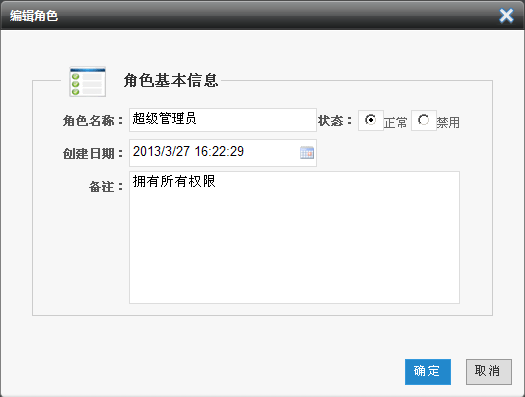 编辑角色
角色基本信息
角色名称： 超级管理员 状态： 正常 禁用
创建日期： 2013/3/27 16:22:29
备注： 拥有所有权限
确定 取消